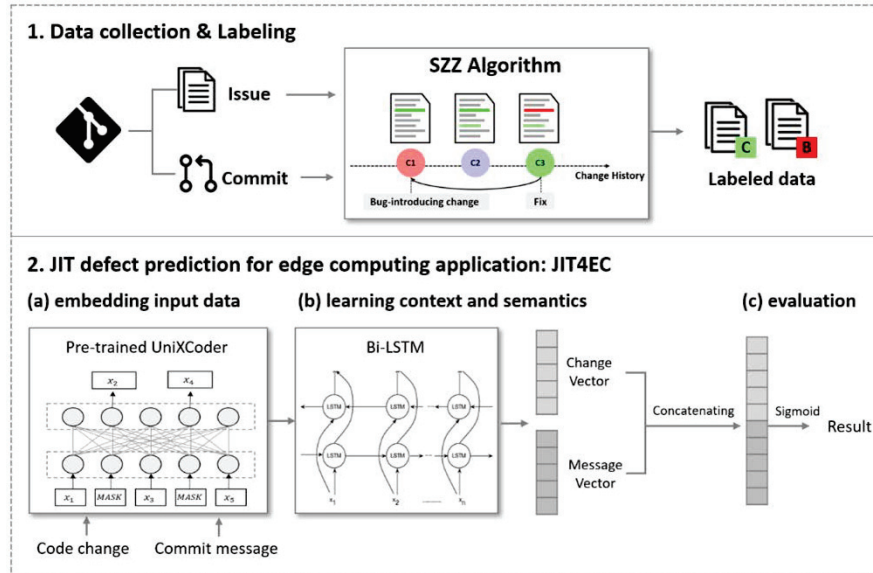 1. Data collection & Labeling
Issue
Commit
SZZ Algorithm
C1
C2
C3
Change History
Bug-introducing change
Fix
C
B
Labeled data
2. JIT defect prediction for edge computing application: JIT4EC
(a) embedding input data
(b) learning context and semantics
(c) evaluation
Pre-trained UniXCoder
x₂
x₄
x₁
MASK
x₃
MASK
x₅
Code change
Commit message
Bi-LSTM
LSTM
LSTM
LSTM
LSTM
LSTM
LSTM
x₁
x₂
xₙ
Change
Vector
Message
Vector
Concatenating
Sigmoid
Result